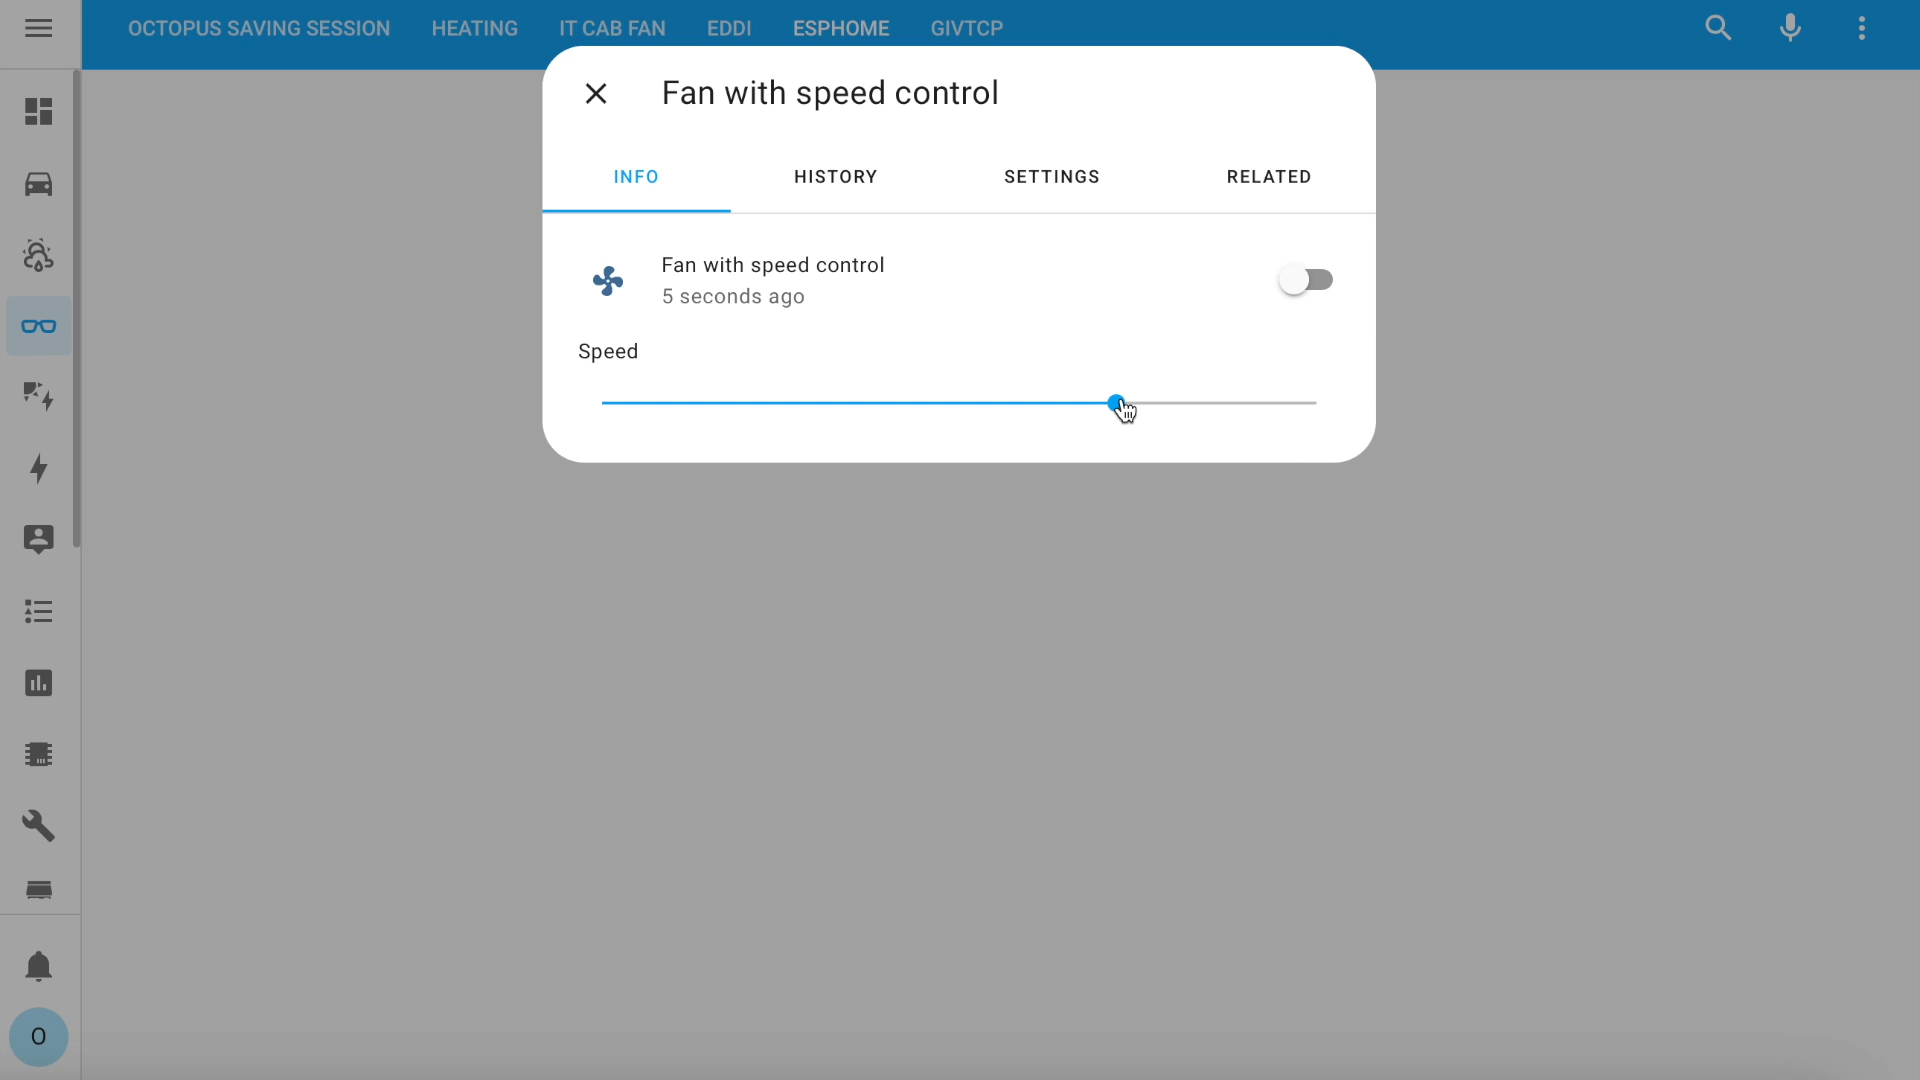 OCTOPUS SAVING SESSION HEATING IT CAB FAN EDDI ESPHOME GIVTCP
Fan with speed control
INFO HISTORY SETTINGS RELATED
Fan with speed control
5 seconds ago
Speed
O